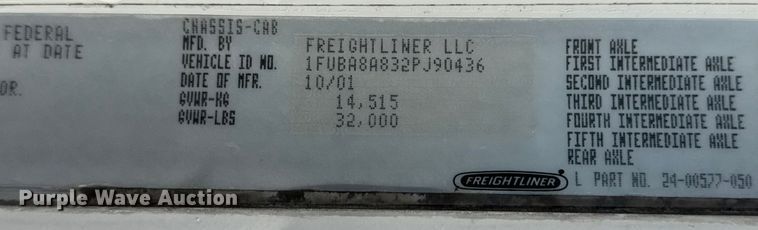 FEDERAL
AT DATE
OR.
CHASSIS-CAB
MFD. BY FREIGHTLINER LLC
VEHICLE ID NO. 1FUBA8A832PJ90436
DATE OF MFR. 10/01
GVWR-KG 14,515
GVWR-LBS 32,000
FRONT AXLE
FIRST INTERMEDIATE AXLE
SECOND INTERMEDIATE AXLE
THIRD INTERMEDIATE AXLE
FOURTH INTERMEDIATE AXLE
FIFTH INTERMEDIATE AXLE
REAR AXLE
FREIGHTLINER L PART NO. 24-00577-050
Purple Wave Auction